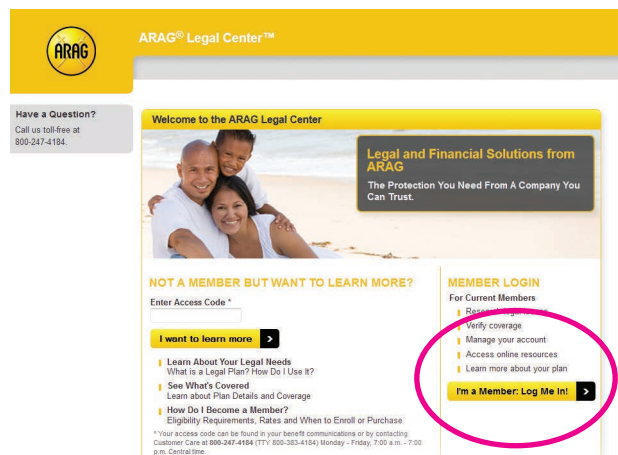 ARAG
ARAG® Legal Center™
Have a Question?
Call us toll-free at
800-247-4184.
Welcome to the ARAG Legal Center
Legal and Financial Solutions from
ARAG
The Protection You Need From A Company You
Can Trust.
NOT A MEMBER BUT WANT TO LEARN MORE?
Enter Access Code *
I want to learn more >
Learn About Your Legal Needs
What is a Legal Plan? How Do I Use It?
See What's Covered
Learn about Plan Details and Coverage
How Do I Become a Member?
Eligibility Requirements, Rates and When to Enroll or Purchase
* Your access code can be found in your benefit communications or by contacting
Customer Care at 800-247-4184 (TTY 800-383-4184) Monday - Friday, 7:00 a.m. - 7:00
p.m. Central time.
MEMBER LOGIN
For Current Members
Verify coverage
Manage your account
Access online resources
Learn more about your plan
I'm a Member: Log Me In! >